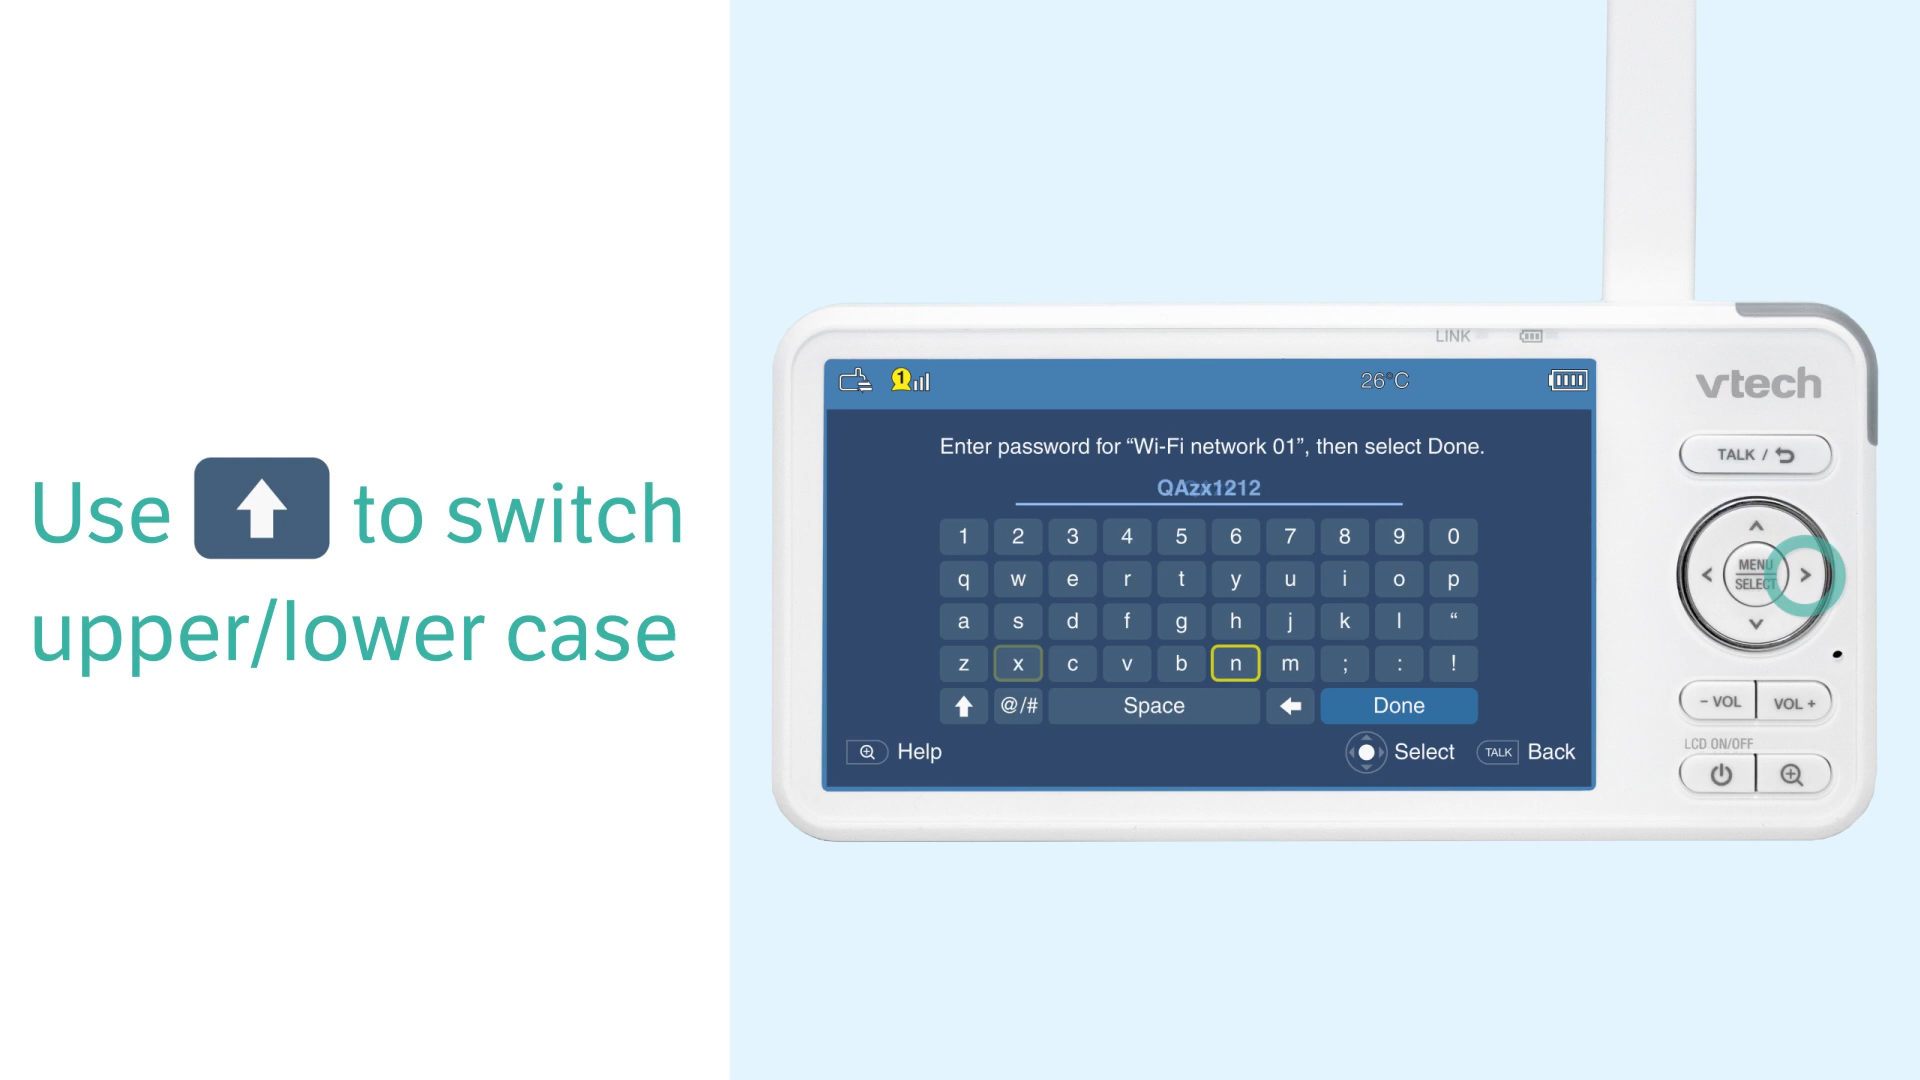 Use to switch
upper/lower case
LINK
vtech
1
26°C
Enter password for “Wi-Fi network 01”, then select Done.
QAzx1212
1 2 3 4 5 6 7 8 9 0
q w e r t y u i o p
a s d f g h j k l “
z x c v b n m ; : !
@/# Space Done
Help Select TALK Back
TALK /
MENU
SELECT
- VOL VOL +
LCD ON/OFF